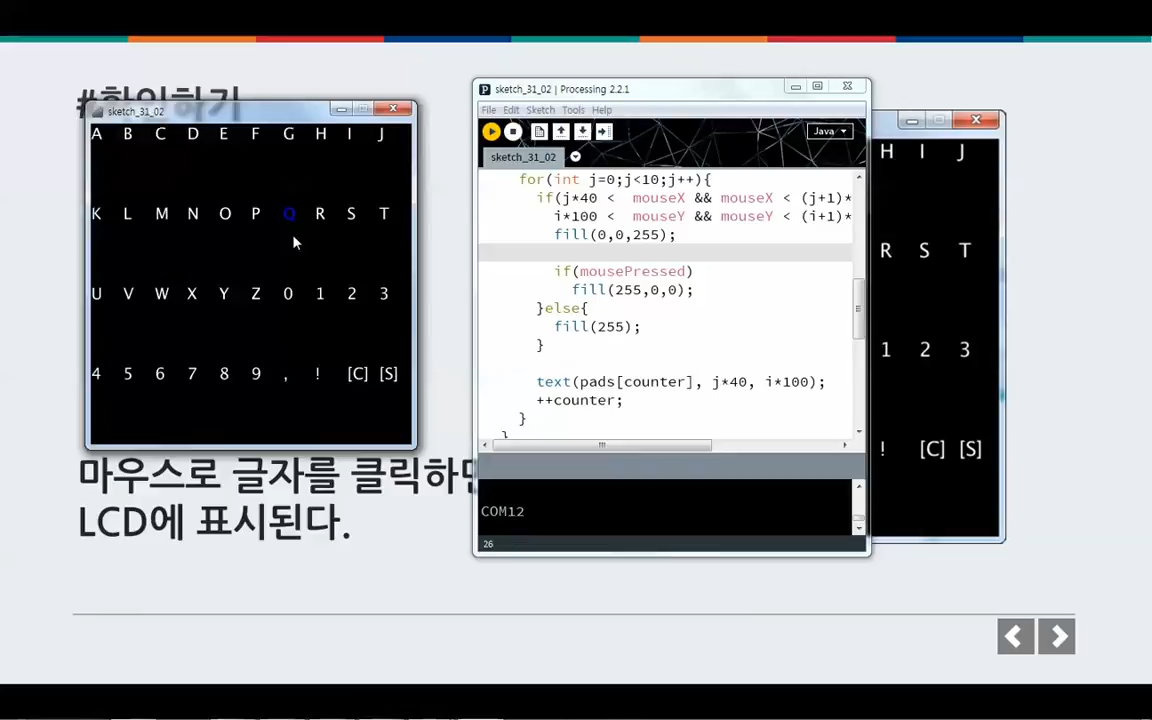 #확인하기
sketch_31_02
A B C D E F G H I J
K L M N O P Q R S T
U V W X Y Z 0 1 2 3
4 5 6 7 8 9 , ! [C] [S]
마우스로 글자를 클릭하면
LCD에 표시된다.
sketch_31_02 | Processing 2.2.1
File Edit Sketch Tools Help
Java
sketch_31_02
for(int j=0;j<10;j++){
if(j*40 < mouseX && mouseX < (j+1)*
i*100 < mouseY && mouseY < (i+1)*
fill(0,0,255);
if(mousePressed)
fill(255,0,0);
}else{
fill(255);
}
text(pads[counter], j*40, i*100);
++counter;
}
COM12
26
H I J
R S T
1 2 3
! [C] [S]